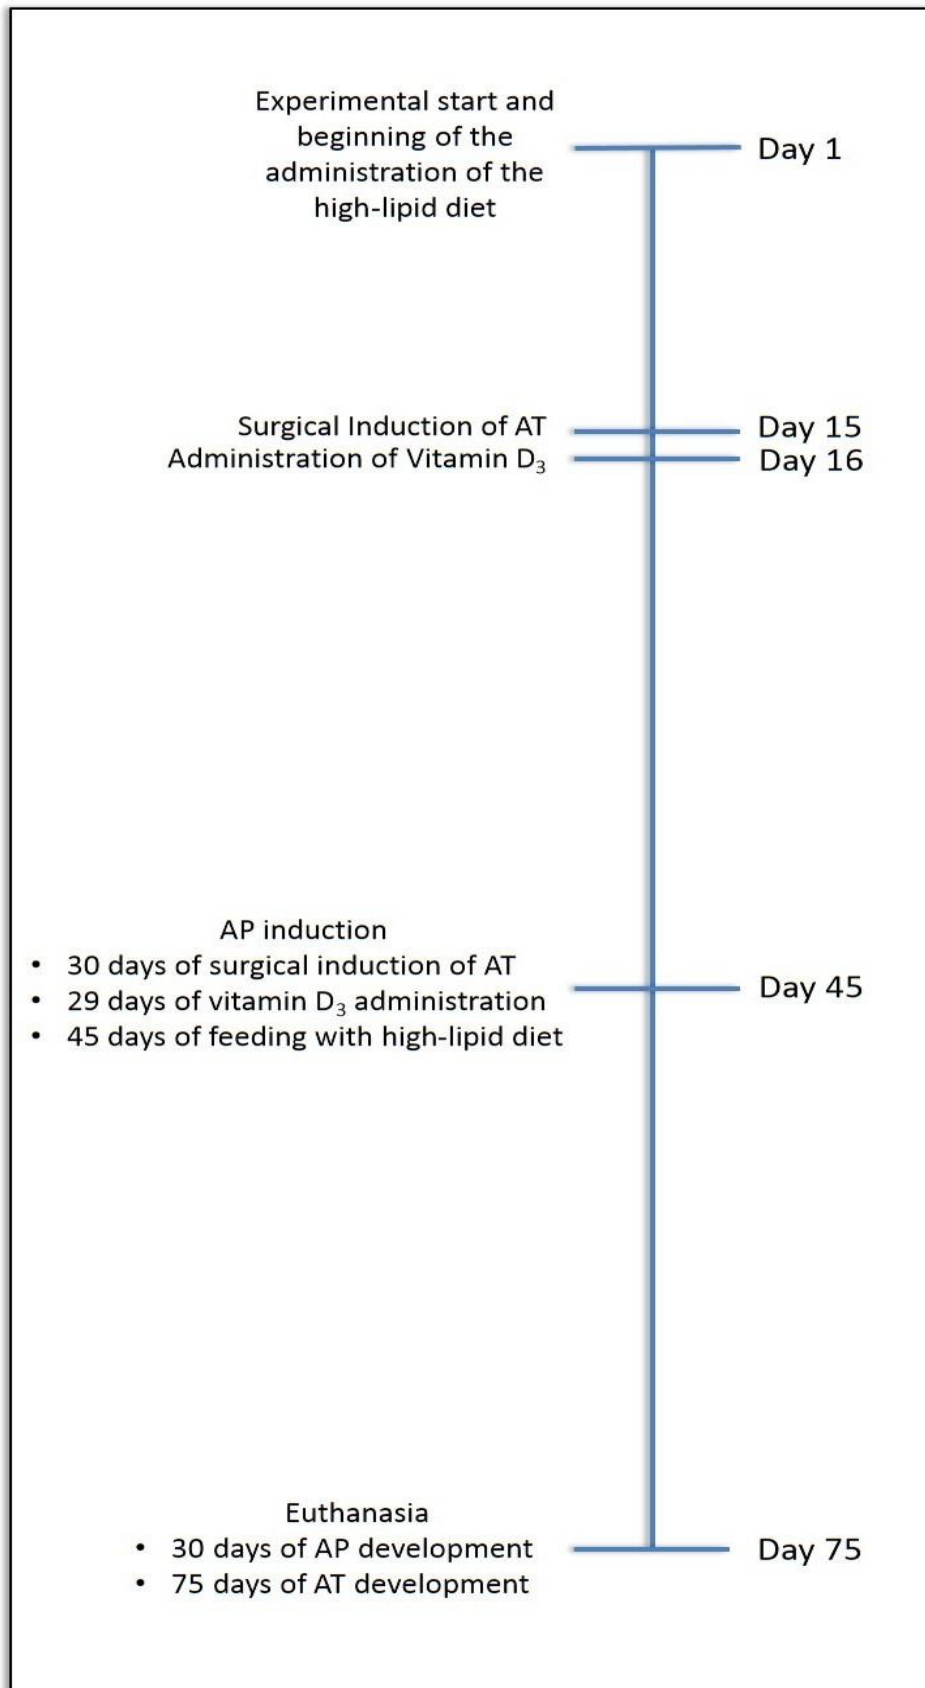 Experimental start and
beginning of the
administration of the
high-lipid diet
Day 1
Surgical Induction of AT
Day 15
Administration of Vitamin D₃
Day 16
AP induction
• 30 days of surgical induction of AT
• 29 days of vitamin D₃ administration
• 45 days of feeding with high-lipid diet
Day 45
Euthanasia
• 30 days of AP development
• 75 days of AT development
Day 75